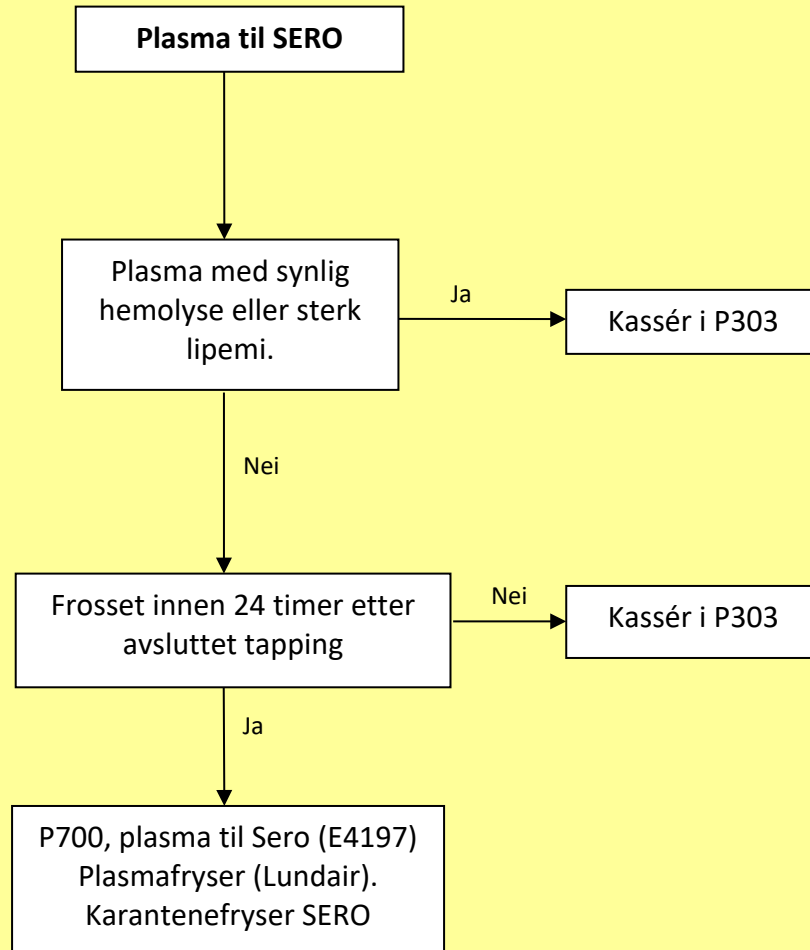 Plasma til SERO
Plasma med synlig
hemolyse eller sterk
lipemi.
Ja
Kassér i P303
Nei
Frosset innen 24 timer etter
avsluttet tapping
Nei
Kassér i P303
Ja
P700, plasma til Sero (E4197)
Plasmafryser (Lundair).
Karantenefryser SERO